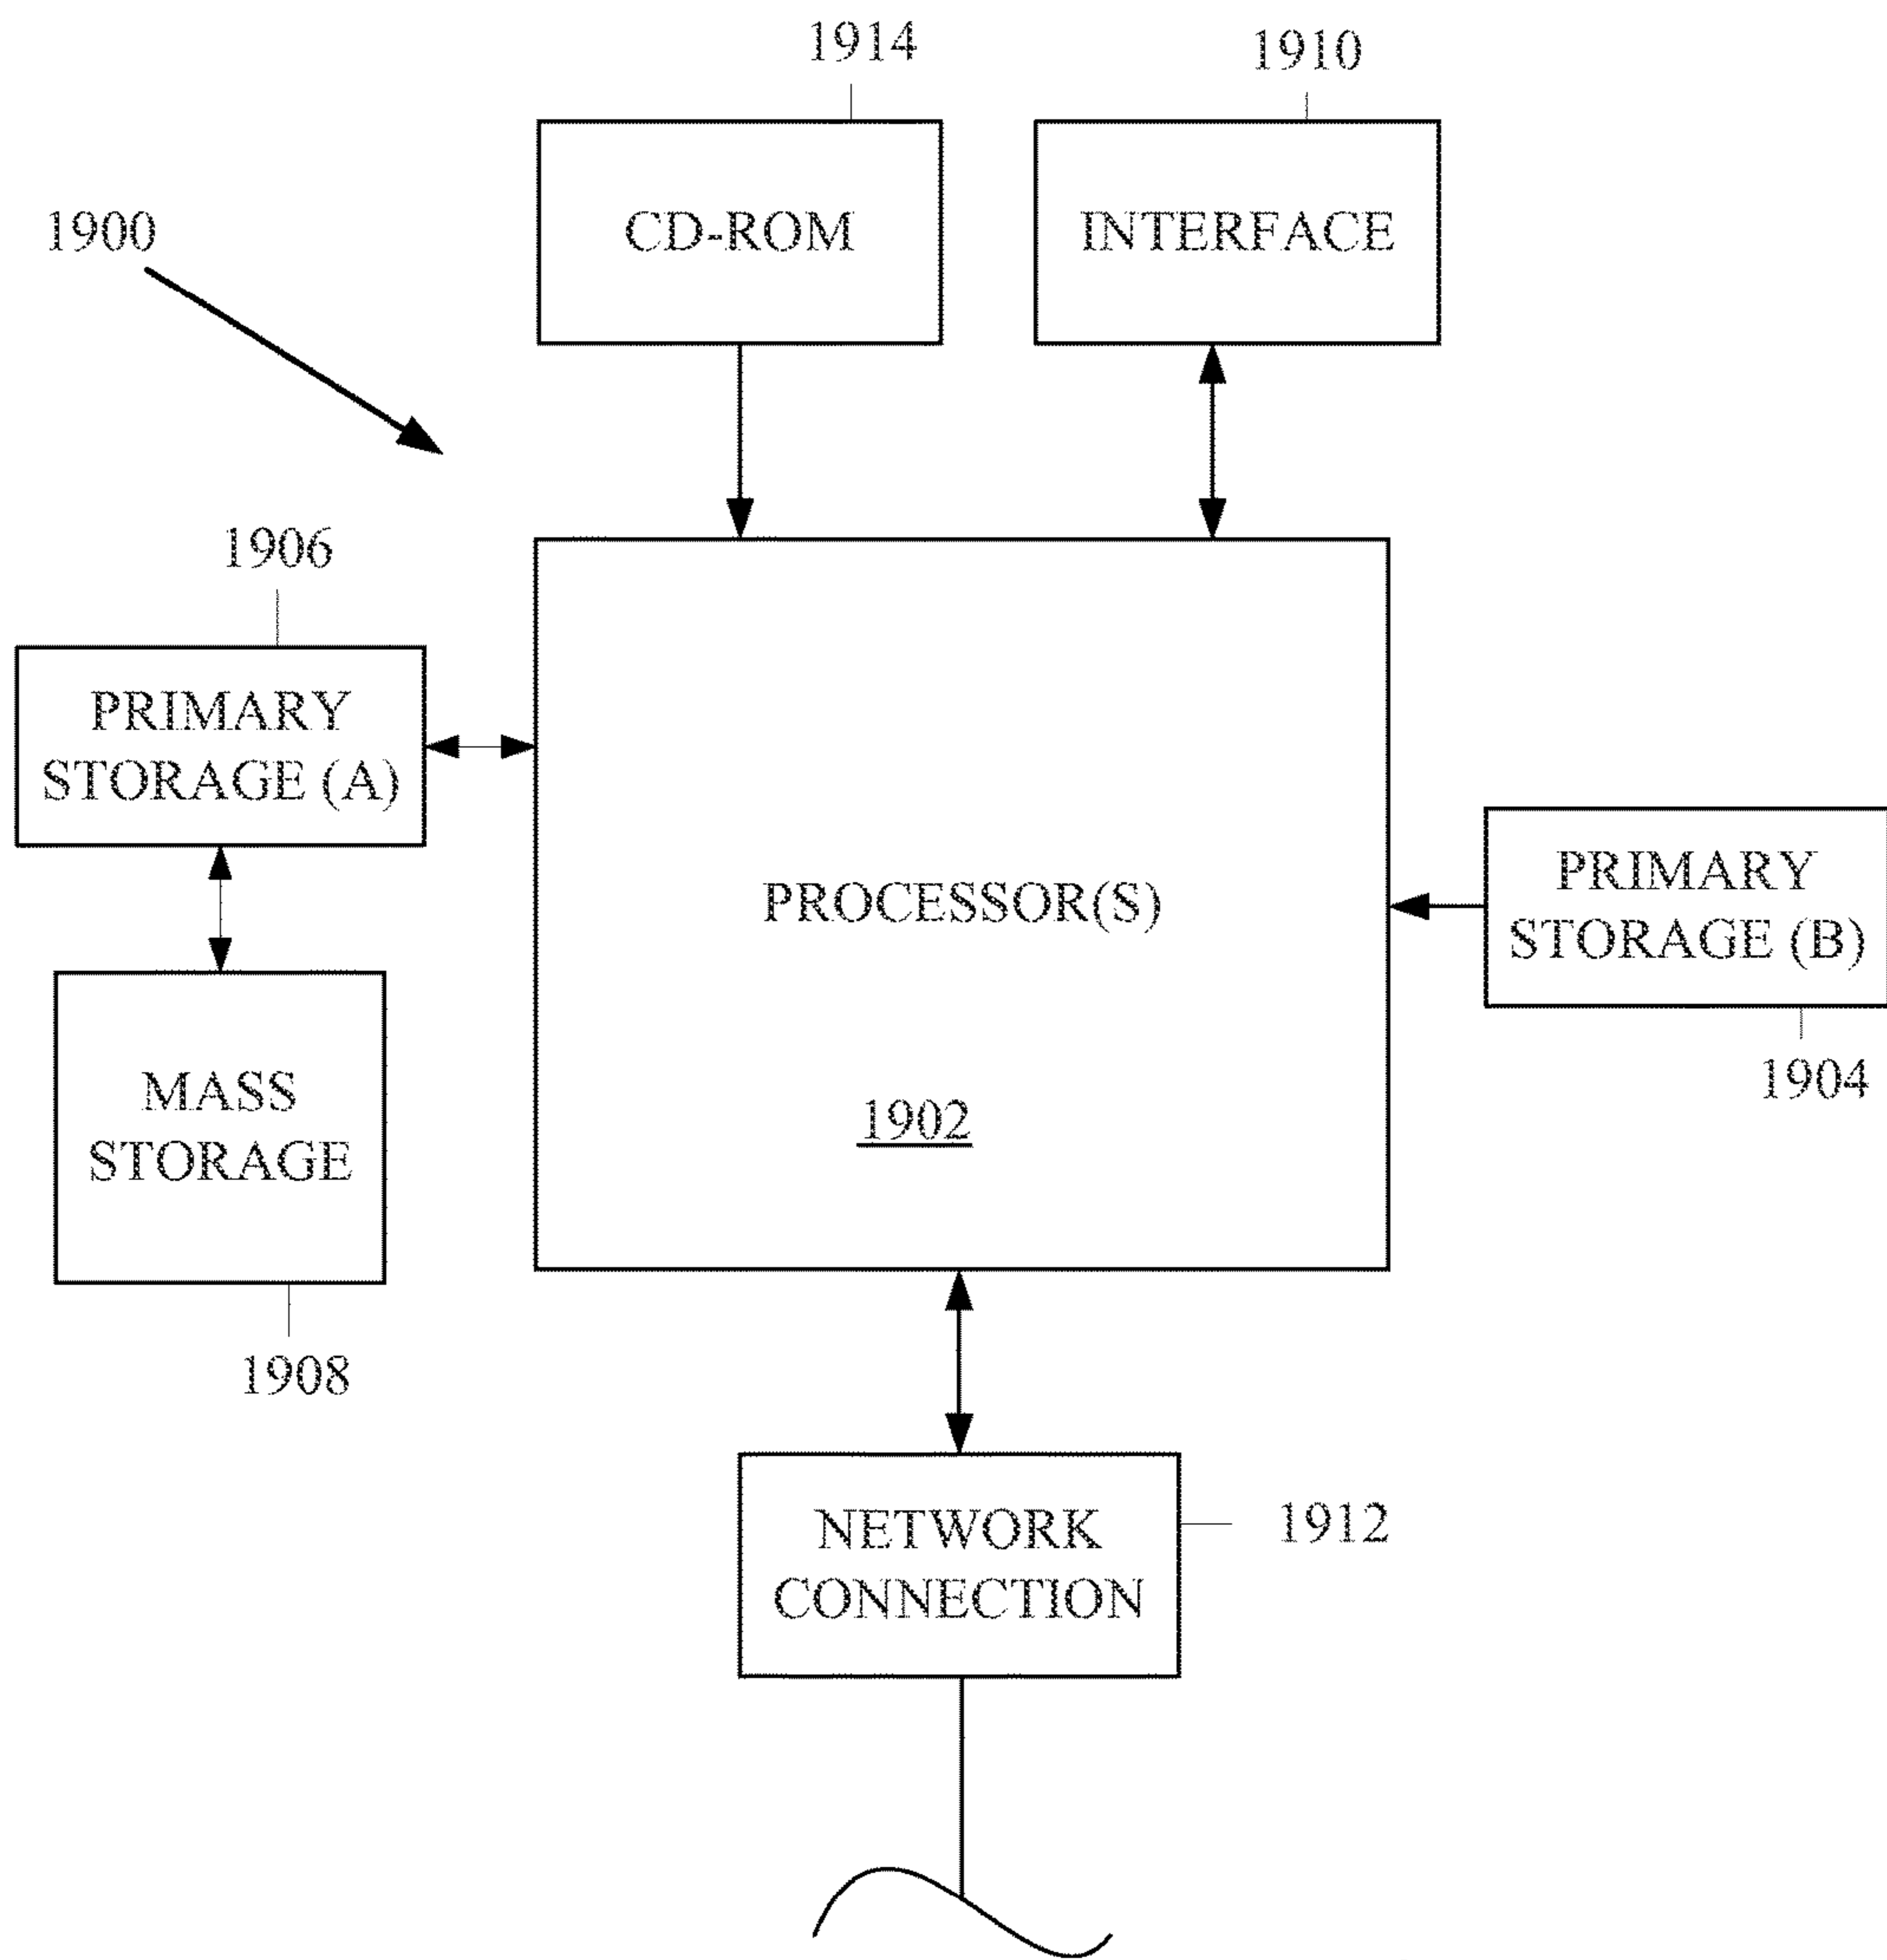 1914
1910
CD-ROM
INTERFACE
1900
1906
PRIMARY
STORAGE (A)
PROCESSOR(S)
1902
PRIMARY
STORAGE (B)
1904
MASS
STORAGE
1908
NETWORK
CONNECTION
1912